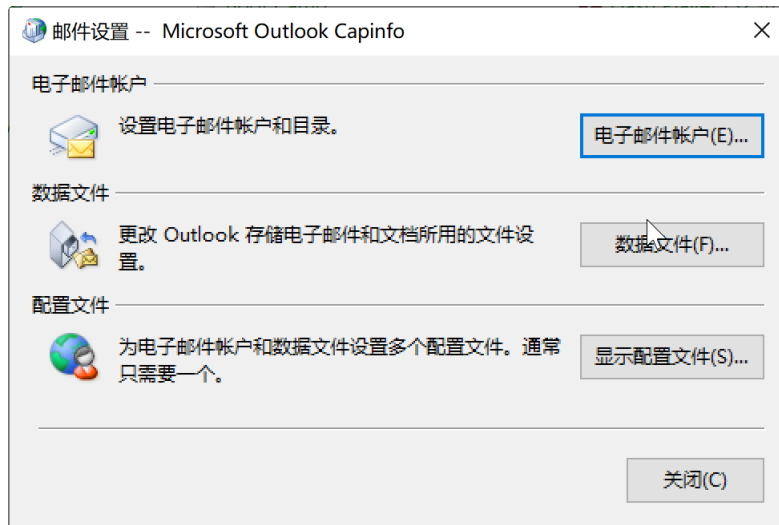 邮件设置 -- Microsoft Outlook Capinfo
电子邮件帐户
设置电子邮件帐户和目录。
电子邮件帐户(E)...
数据文件
更改 Outlook 存储电子邮件和文档所用的文件设
置。
数据文件(F)...
配置文件
为电子邮件帐户和数据文件设置多个配置文件。通常
只需要一个。
显示配置文件(S)...
关闭(C)